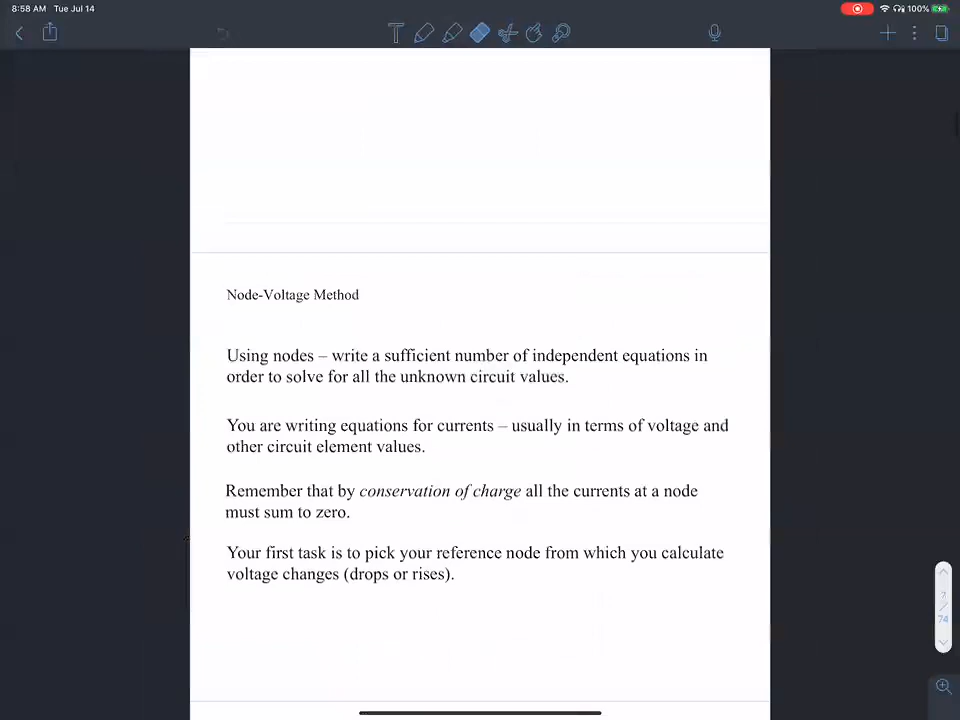 8:58 AM Tue Jul 14
100%
Node-Voltage Method
Using nodes – write a sufficient number of independent equations in
order to solve for all the unknown circuit values.
You are writing equations for currents – usually in terms of voltage and
other circuit element values.
Remember that by conservation of charge all the currents at a node
must sum to zero.
Your first task is to pick your reference node from which you calculate
voltage changes (drops or rises).
74